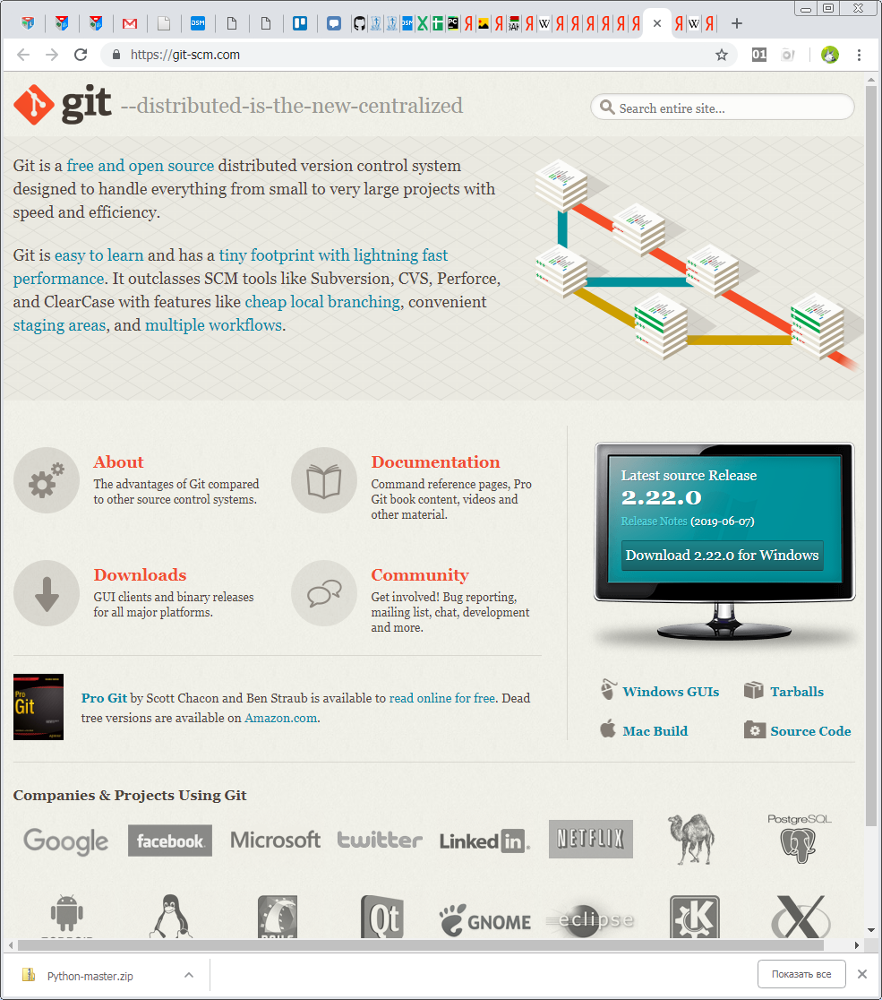 https://git-scm.com
01
git --distributed-is-the-new-centralized
Search entire site...
Git is a free and open source distributed version control system
designed to handle everything from small to very large projects with
speed and efficiency.
Git is easy to learn and has a tiny footprint with lightning fast
performance. It outclasses SCM tools like Subversion, CVS, Perforce,
and ClearCase with features like cheap local branching, convenient
staging areas, and multiple workflows.
About
The advantages of Git compared
to other source control systems.
Documentation
Command reference pages, Pro
Git book content, videos and
other material.
Downloads
GUI clients and binary releases
for all major platforms.
Community
Get involved! Bug reporting,
mailing list, chat, development
and more.
Latest source Release
2.22.0
Release Notes (2019-06-07)
Download 2.22.0 for Windows
Windows GUIs
Tarballs
Mac Build
Source Code
Pro
Git
Pro Git by Scott Chacon and Ben Straub is available to read online for free. Dead
tree versions are available on Amazon.com.
Companies & Projects Using Git
Google facebook Microsoft twitter Linked in NETFLIX PostgreSQL
Qt GNOME eclipse K X
Python-master.zip
Показать все